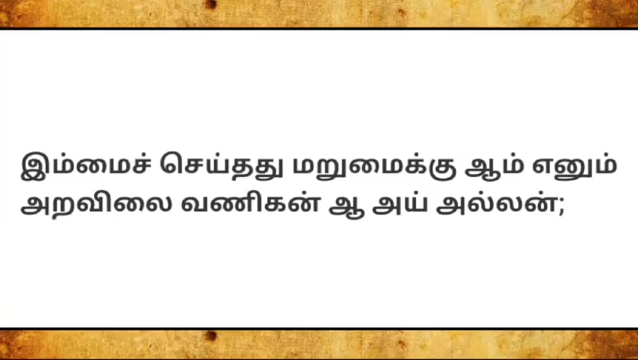 இம்மைச் செய்தது மறுமைக்கு ஆம் எனும்
அறவிலை வணிகன் ஆ அய் அல்லன்;